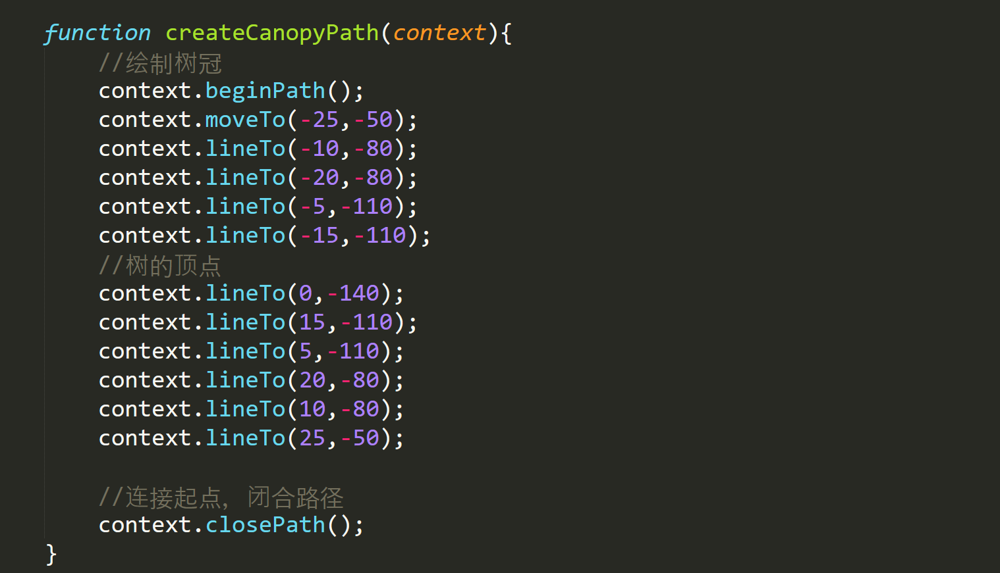 function createCanopyPath(context){
//绘制树冠
context.beginPath();
context.moveTo(-25,-50);
context.lineTo(-10,-80);
context.lineTo(-20,-80);
context.lineTo(-5,-110);
context.lineTo(-15,-110);
//树的顶点
context.lineTo(0,-140);
context.lineTo(15,-110);
context.lineTo(5,-110);
context.lineTo(20,-80);
context.lineTo(10,-80);
context.lineTo(25,-50);
//连接起点，闭合路径
context.closePath();
}